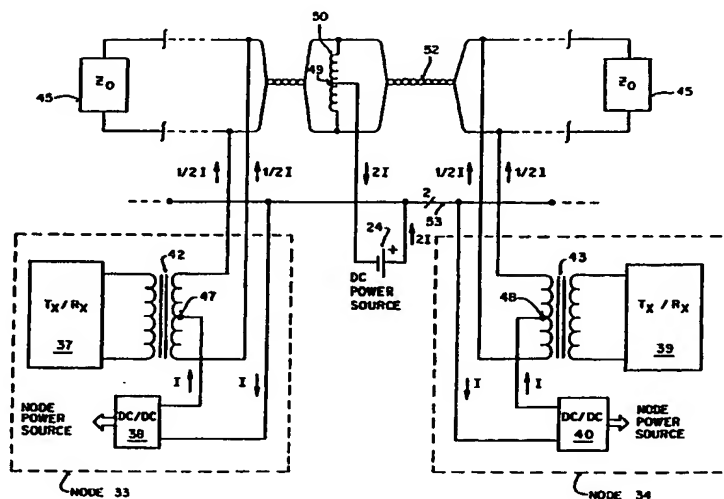 50
49
52
Z0
45
Z0
45
1/2I
1/2I
2I
2
53
1/2I
1/2I
24
+
2I
DC
POWER
SOURCE
42
47
TX/RX
37
I
I
NODE
POWER
SOURCE
DC/DC
38
NODE 33
43
48
TX/RX
39
I
I
DC/DC
40
NODE
POWER
SOURCE
NODE 34